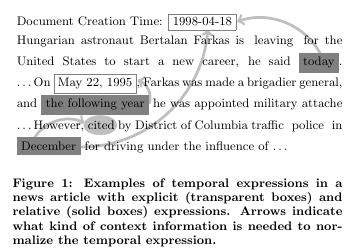 Document Creation Time: 1998-04-18
Hungarian astronaut Bertalan Farkas is leaving for the
United States to start a new career, he said today.
... On May 22, 1995, Farkas was made a brigadier general,
and the following year he was appointed military attache
... However, cited by District of Columbia traffic police in
December for driving under the influence of ...
Figure 1: Examples of temporal expressions in a
news article with explicit (transparent boxes) and
relative (solid boxes) expressions. Arrows indicate
what kind of context information is needed to nor-
malize the temporal expression.